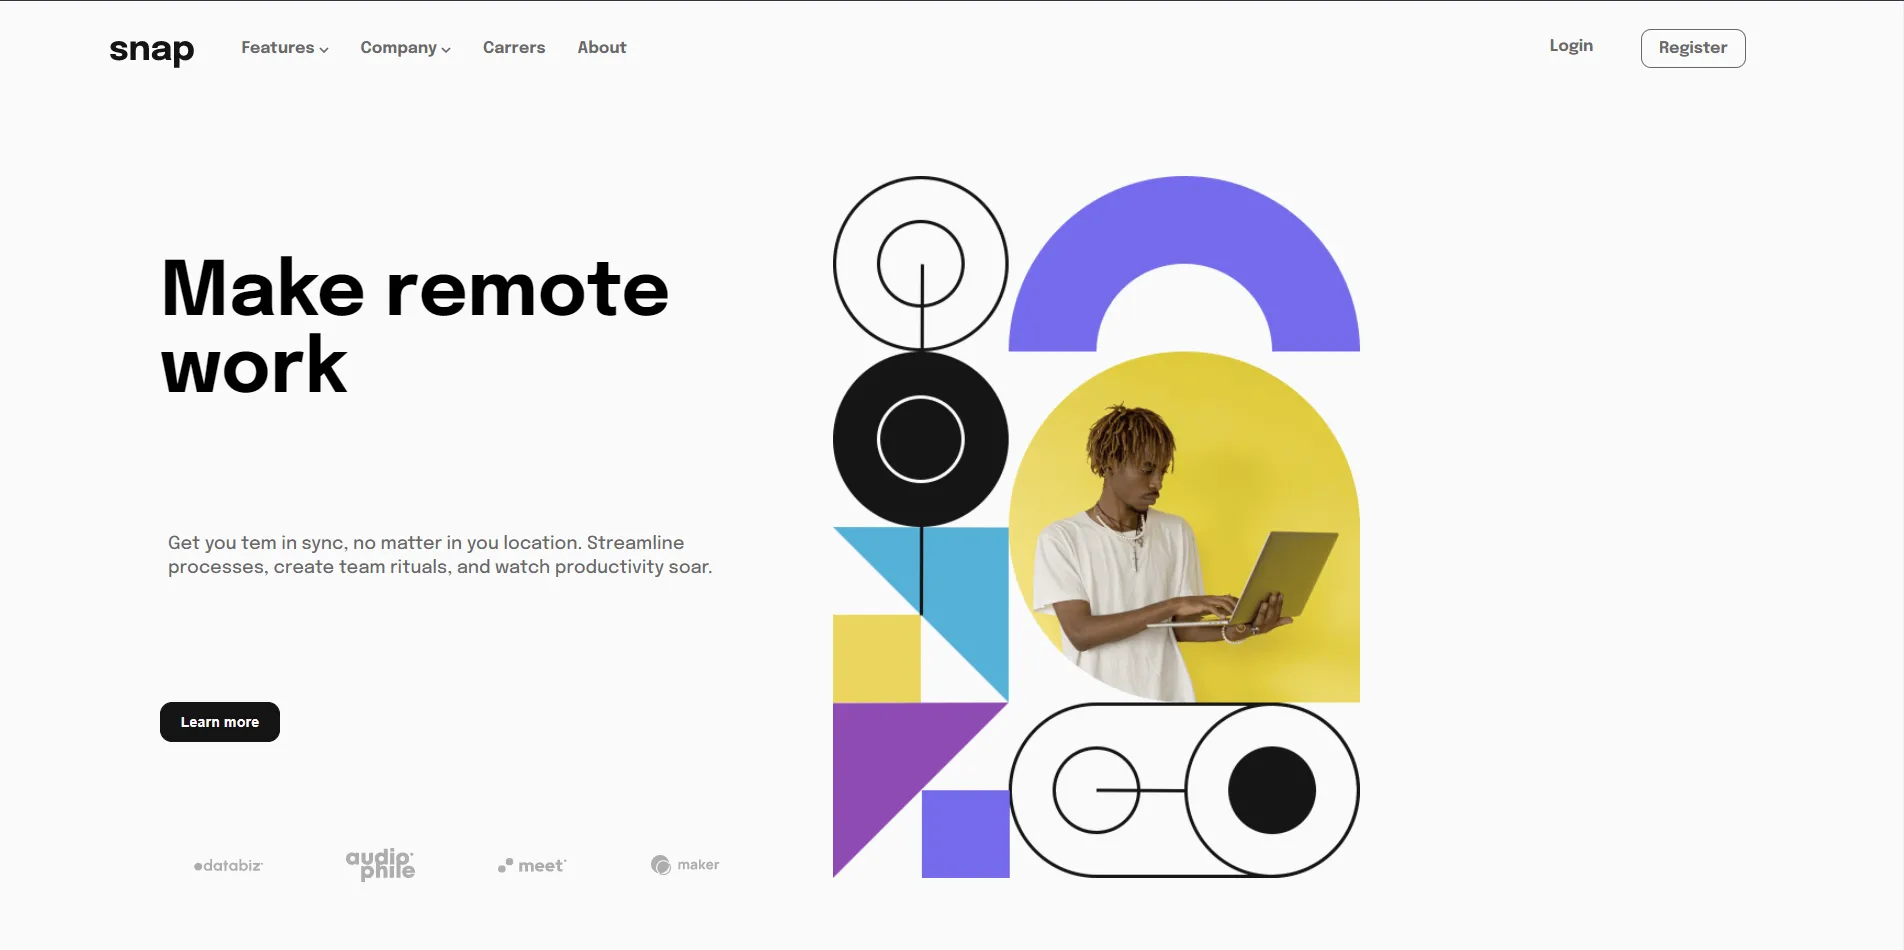 snap Features Company Carrers About Login Register
Make remote
work
Get you tem in sync, no matter in you location. Streamline
processes, create team rituals, and watch productivity soar.
Learn more
databiz audiophile meet maker